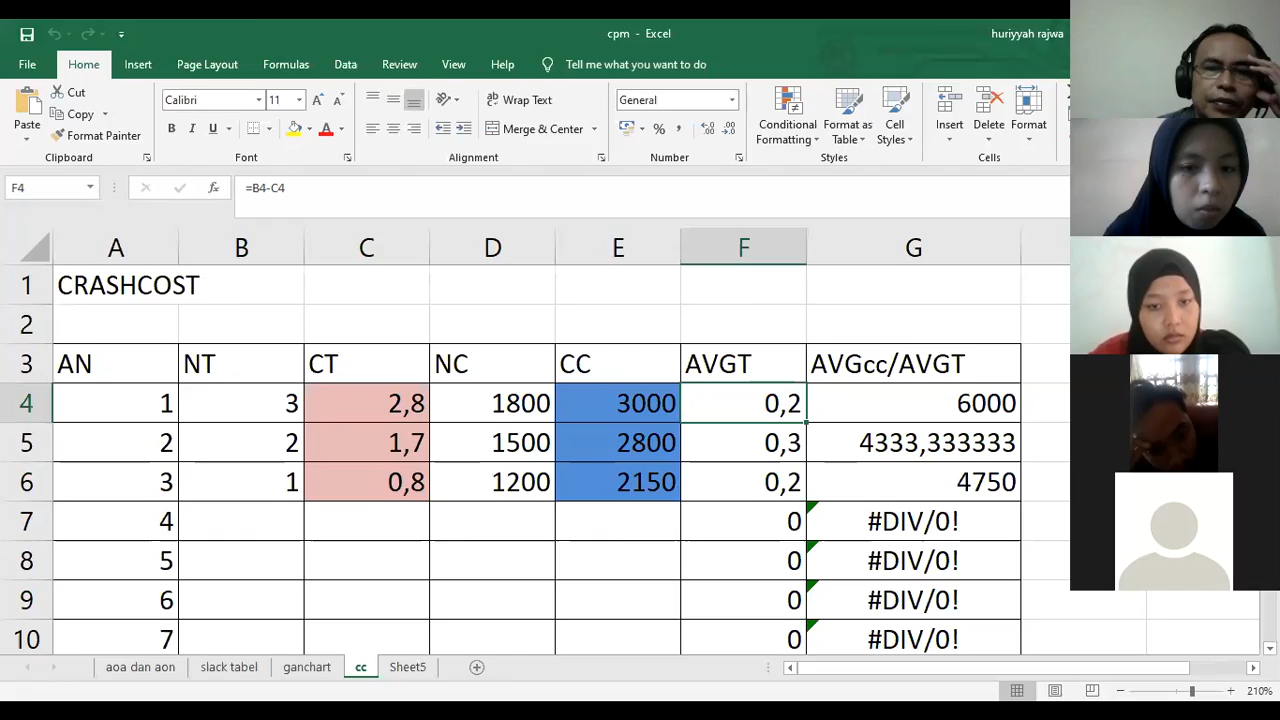 cpm - Excel
huriyyah rajwa
File Home Insert Page Layout Formulas Data Review View Help Tell me what you want to do
Paste
Cut
Copy
Format Painter
Clipboard
Calibri 11
B I U
Font
Wrap Text
Merge & Center
Alignment
General
Number
Conditional Formatting
Format as Table
Cell Styles
Styles
Insert
Delete
Format
Cells
F4 fx =B4-C4
A B C D E F G
1 CRASHCOST
2
3 AN NT CT NC CC AVGT AVGcc/AVGT
4 1 3 2,8 1800 3000 0,2 6000
5 2 2 1,7 1500 2800 0,3 4333,333333
6 3 1 0,8 1200 2150 0,2 4750
7 4 0 #DIV/0!
8 5 0 #DIV/0!
9 6 0 #DIV/0!
10 7 0 #DIV/0!
aoa dan aon slack tabel ganchart cc Sheet5
210%